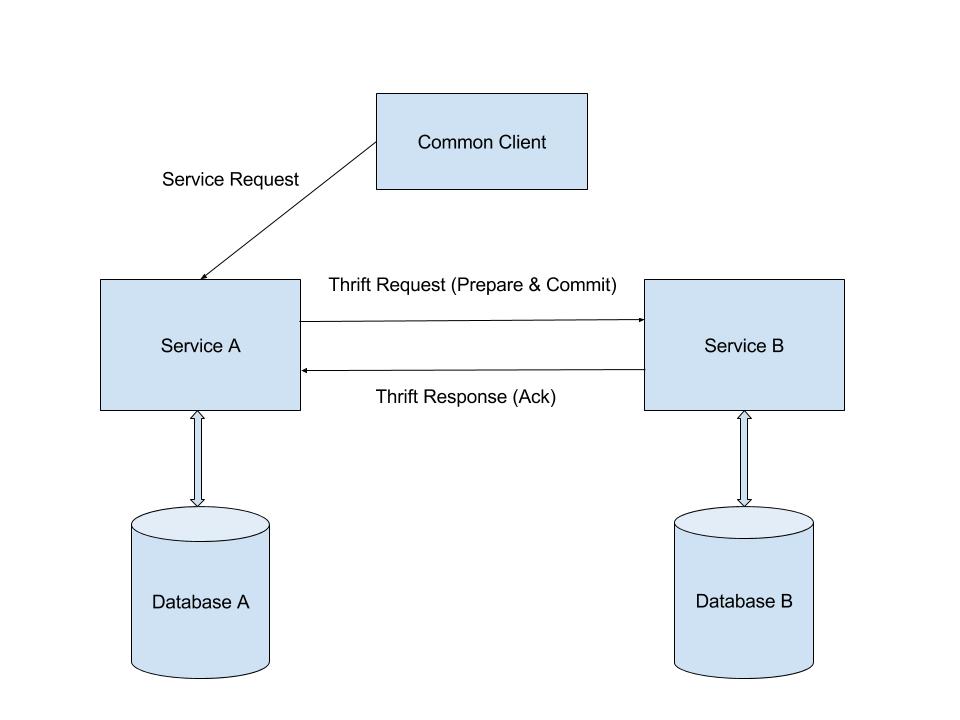 Common Client
Service Request
Thrift Request (Prepare & Commit)
Service A
Service B
Thrift Response (Ack)
Database A
Database B